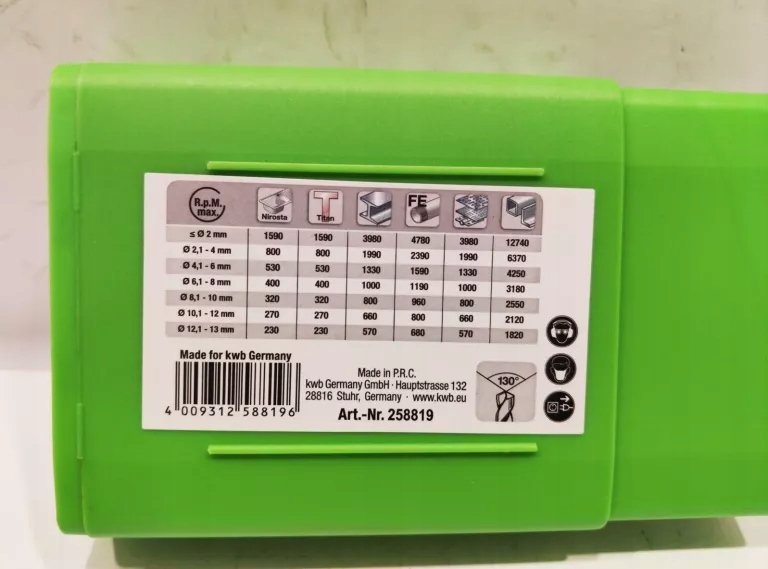 R.p.M. max. Nirosta Titan FE
≤ Ø 2 mm 1590 1590 3980 4780 3980 12740
Ø 2,1 - 4 mm 800 800 1990 2390 1990 6370
Ø 4,1 - 6 mm 530 530 1330 1590 1330 4250
Ø 6,1 - 8 mm 400 400 1000 1190 1000 3180
Ø 8,1 - 10 mm 320 320 800 960 800 2550
Ø 10,1 - 12 mm 270 270 660 800 660 2120
Ø 12,1 - 13 mm 230 230 570 680 570 1820
Made for kwb Germany
4 009312 588196
Made in P.R.C.
kwb Germany GmbH · Hauptstrasse 132
28816 Stuhr, Germany · www.kwb.eu
Art.-Nr. 258819
130°